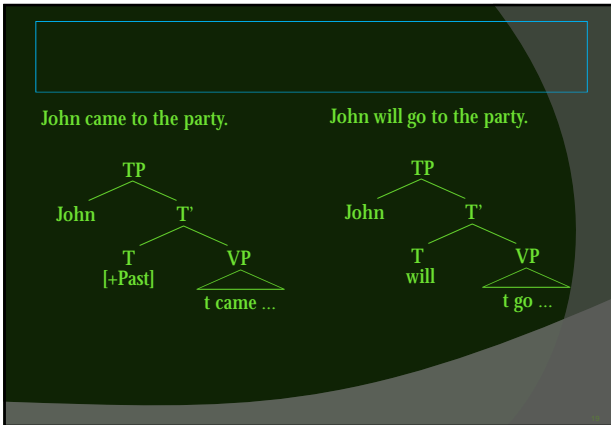 John came to the party.
John will go to the party.
TP
John
T’
T
[+Past]
VP
t came ...
TP
John
T’
T
will
VP
t go ...